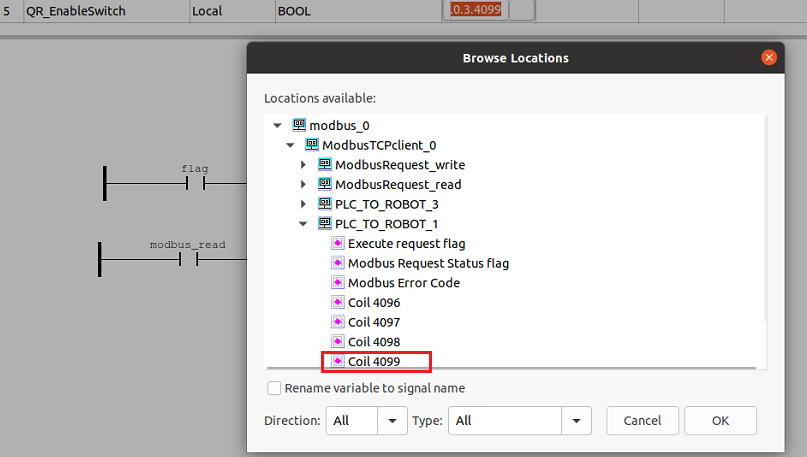 5 QR_EnableSwitch Local BOOL .0.3.4099
Browse Locations
Locations available:
modbus_0
ModbusTCPclient_0
ModbusRequest_write
flag
ModbusRequest_read
PLC_TO_ROBOT_3
PLC_TO_ROBOT_1
modbus_read
Execute request flag
Modbus Request Status flag
Modbus Error Code
Coil 4096
Coil 4097
Coil 4098
Coil 4099
Rename variable to signal name
Direction: All Type: All Cancel OK